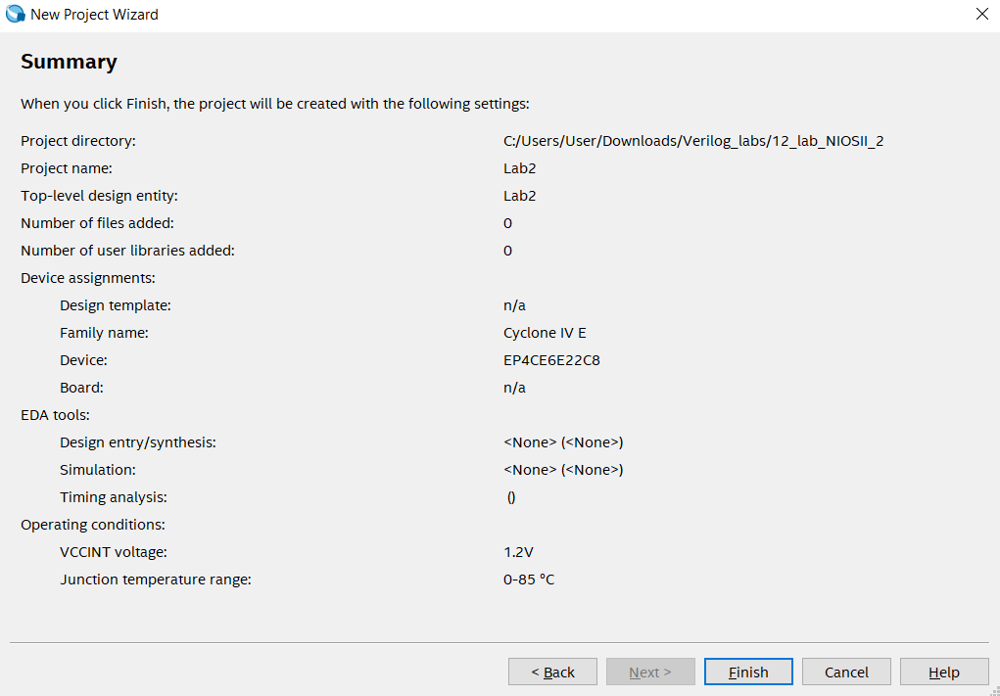 New Project Wizard
Summary
When you click Finish, the project will be created with the following settings:
Project directory: C:/Users/User/Downloads/Verilog_labs/12_lab_NIOSII_2
Project name: Lab2
Top-level design entity: Lab2
Number of files added: 0
Number of user libraries added: 0
Device assignments:
Design template: n/a
Family name: Cyclone IV E
Device: EP4CE6E22C8
Board: n/a
EDA tools:
Design entry/synthesis: <None> (<None>)
Simulation: <None> (<None>)
Timing analysis: ()
Operating conditions:
VCCINT voltage: 1.2V
Junction temperature range: 0-85 ºC
< Back Next > Finish Cancel Help